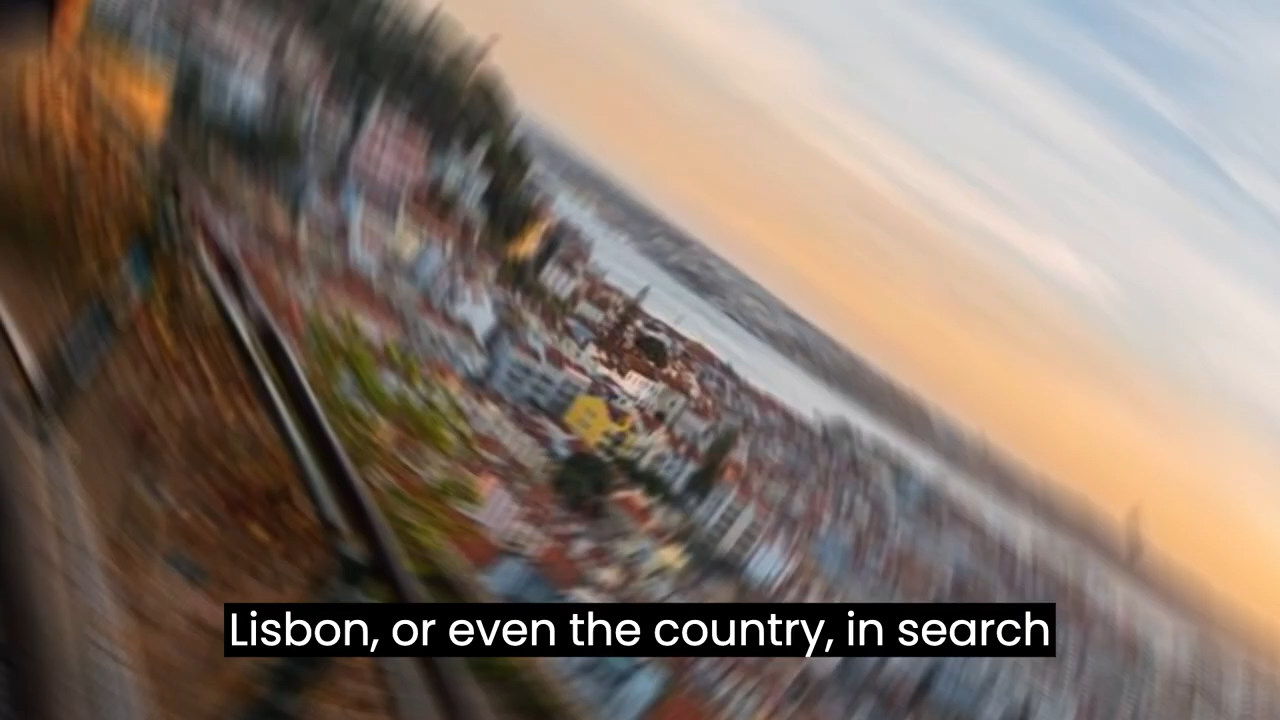 Lisbon, or even the country, in search